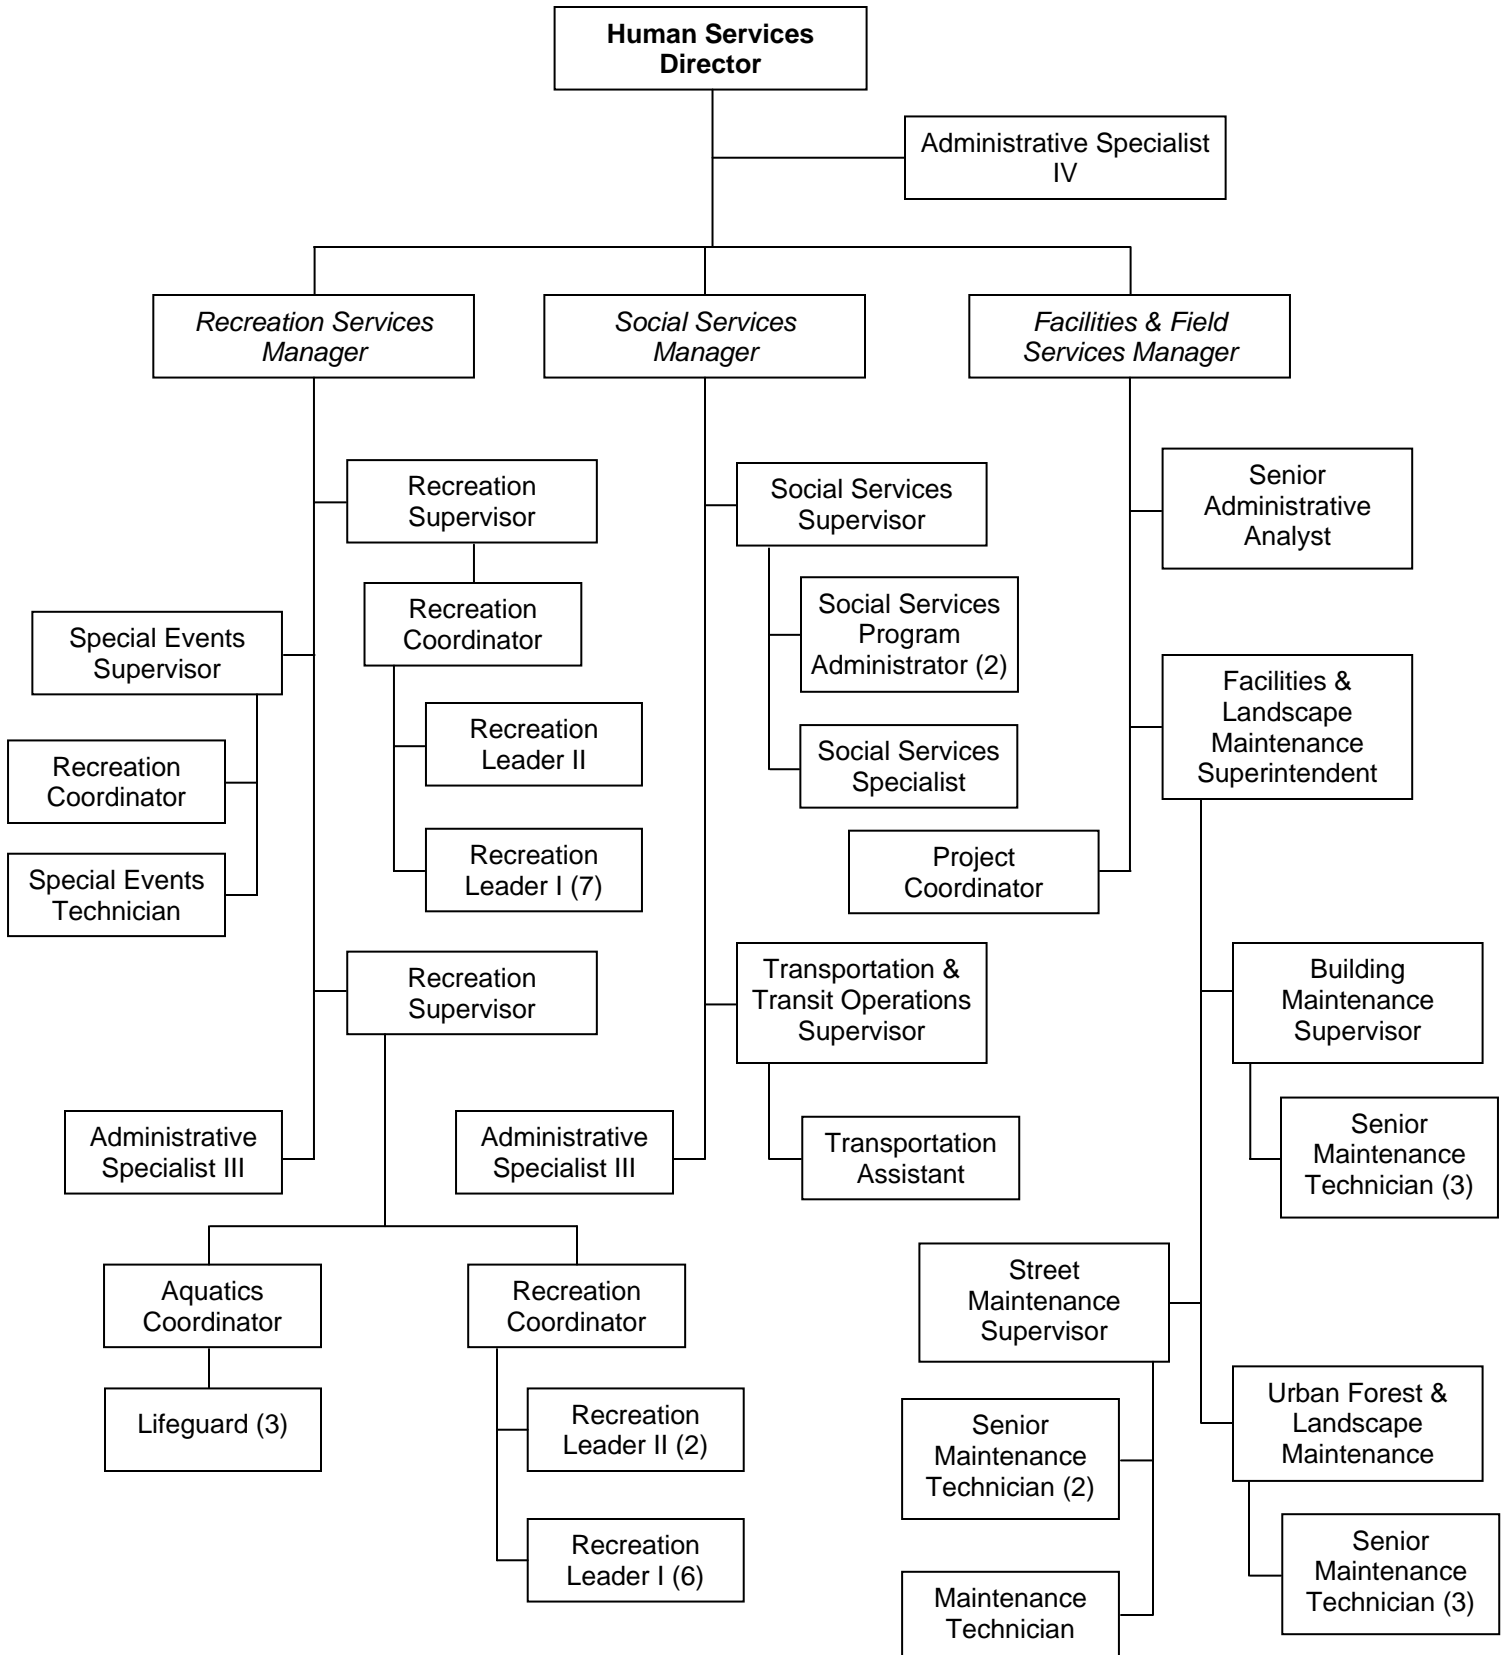 Human Services
Director
Administrative Specialist
IV
Recreation Services
Manager
Social Services
Manager
Facilities & Field
Services Manager
Recreation
Supervisor
Social Services
Supervisor
Senior
Administrative
Analyst
Recreation
Coordinator
Special Events
Supervisor
Social Services
Program
Administrator (2)
Facilities &
Landscape
Maintenance
Superintendent
Recreation
Leader II
Recreation
Coordinator
Social Services
Specialist
Recreation
Leader I (7)
Special Events
Technician
Project
Coordinator
Recreation
Supervisor
Transportation &
Transit Operations
Supervisor
Building
Maintenance
Supervisor
Administrative
Specialist III
Administrative
Specialist III
Transportation
Assistant
Senior
Maintenance
Technician (3)
Aquatics
Coordinator
Recreation
Coordinator
Street
Maintenance
Supervisor
Lifeguard (3)
Recreation
Leader II (2)
Senior
Maintenance
Technician (2)
Urban Forest &
Landscape
Maintenance
Recreation
Leader I (6)
Maintenance
Technician
Senior
Maintenance
Technician (3)